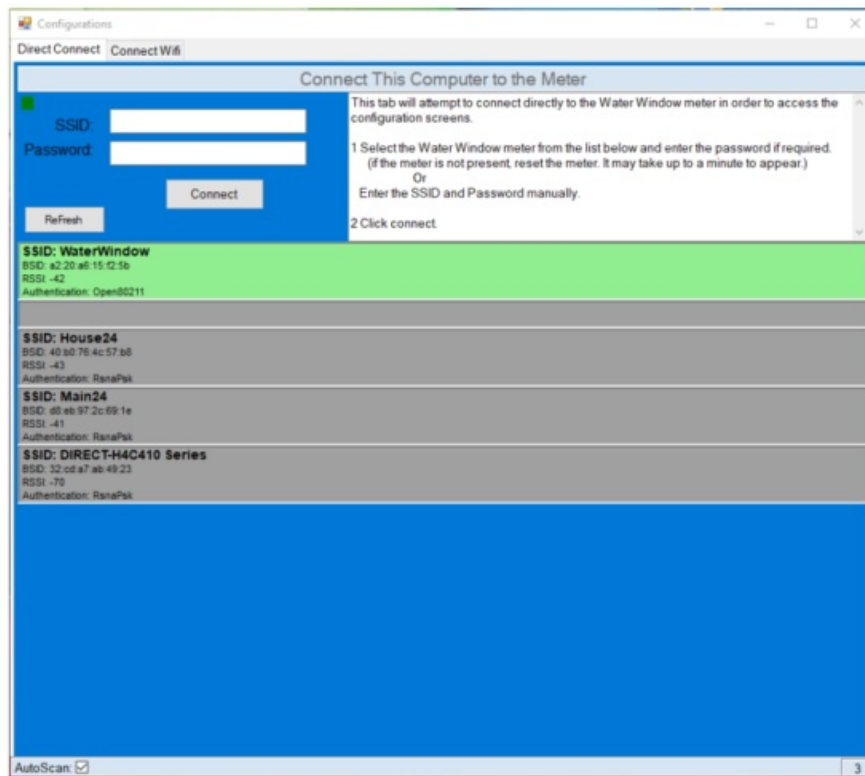 Configurations
Direct Connect Connect Wifi
Connect This Computer to the Meter
SSID:
Password:
Connect
ReFresh
This tab will attempt to connect directly to the Water Window meter in order to access the
configuration screens.
1 Select the Water Window meter from the list below and enter the password if required.
(if the meter is not present, reset the meter. It may take up to a minute to appear.)
Or
Enter the SSID and Password manually.
2 Click connect.
SSID: WaterWindow
BSID: a2:20:a6:15:f2:5b
RSSI: -42
Authentication: Open80211
SSID: House24
BSID: 40:b0:76:4c:57:b8
RSSI: -43
Authentication: RsnaPsk
SSID: Main24
BSID: d8:eb:97:2c:69:1e
RSSI: -41
Authentication: RsnaPsk
SSID: DIRECT-H4C410 Series
BSID: 32:cd:a7:ab:49:23
RSSI: -70
Authentication: RsnaPsk
AutoScan:
3